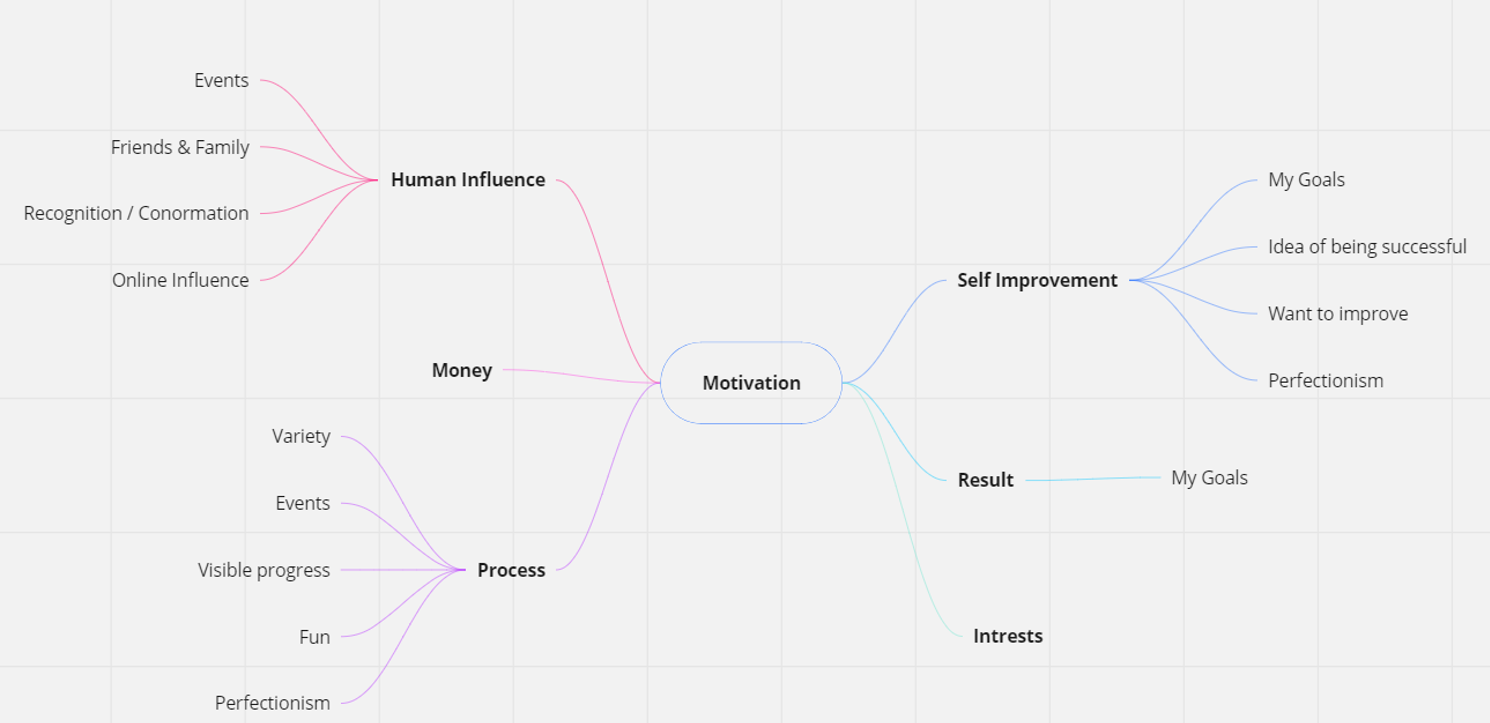 Events
Friends & Family
Recognition / Conormation
Online Influence
Human Influence
Money
Variety
Events
Visible progress
Fun
Perfectionism
Process
Motivation
Self Improvement
My Goals
Idea of being successful
Want to improve
Perfectionism
Result
My Goals
Intrests